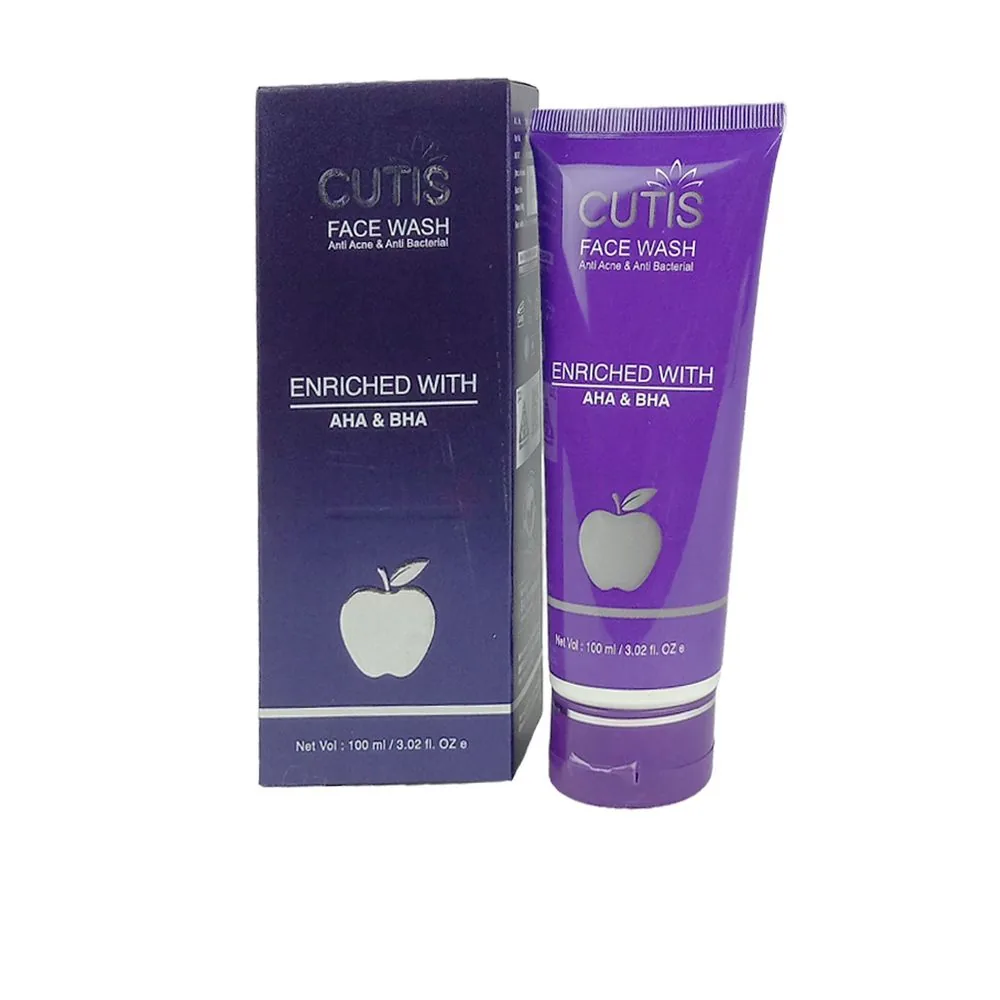 CUTIS
FACE WASH
Anti Acne & Anti Bacterial
ENRICHED WITH
AHA & BHA
Net Vol : 100 ml / 3.02 fl. OZ e
CUTIS
FACE WASH
Anti Acne & Anti Bacterial
ENRICHED WITH
AHA & BHA
Net Vol : 100 ml / 3.02 fl. OZ e